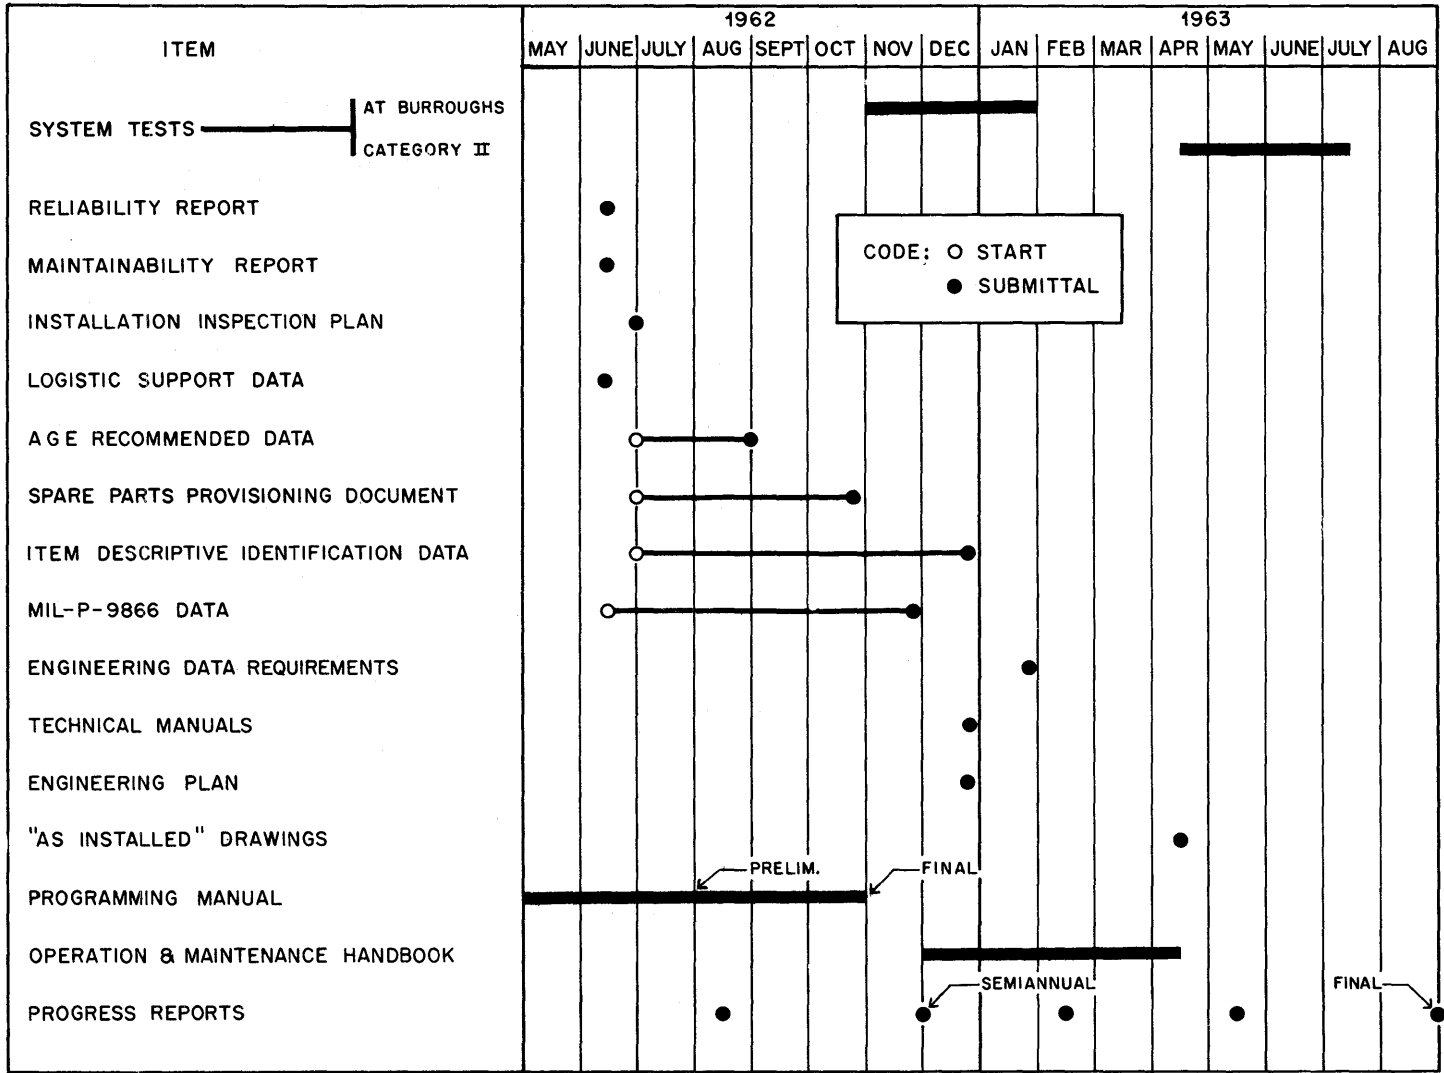 1962 1963
ITEM MAY JUNE JULY AUG SEPT OCT NOV DEC JAN FEB MAR APR MAY JUNE JULY AUG
AT BURROUGHS
SYSTEM TESTS
CATEGORY II
RELIABILITY REPORT
CODE: START
MAINTAINABILITY REPORT
SUBMITTAL
INSTALLATION INSPECTION PLAN
LOGISTIC SUPPORT DATA
AGE RECOMMENDED DATA
SPARE PARTS PROVISIONING DOCUMENT
ITEM DESCRIPTIVE IDENTIFICATION DATA
MIL-P-9866 DATA
ENGINEERING DATA REQUIREMENTS
TECHNICAL MANUALS
ENGINEERING PLAN
"AS INSTALLED" DRAWINGS
PRELIM. FINAL
PROGRAMMING MANUAL
OPERATION & MAINTENANCE HANDBOOK
SEMIANNUAL FINAL
PROGRESS REPORTS